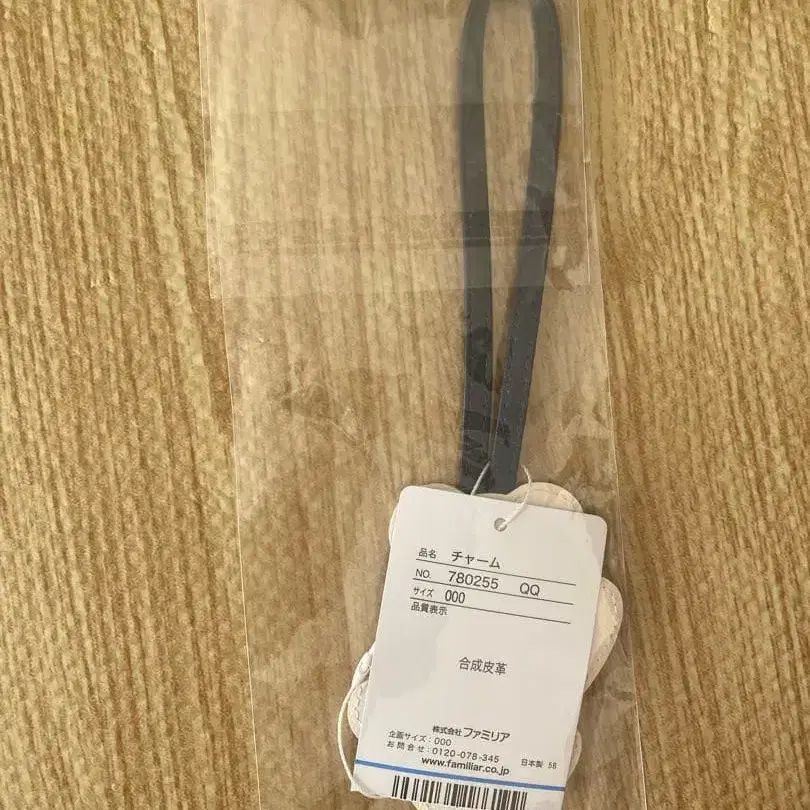 品名 チャーム
NO. 780255 QQ
サイズ 000
品質表示
合成皮革
株式会社 ファミリア
企画サイズ：000
お問合せ：0120-078-345 日本製 58
www.familiar.co.jp